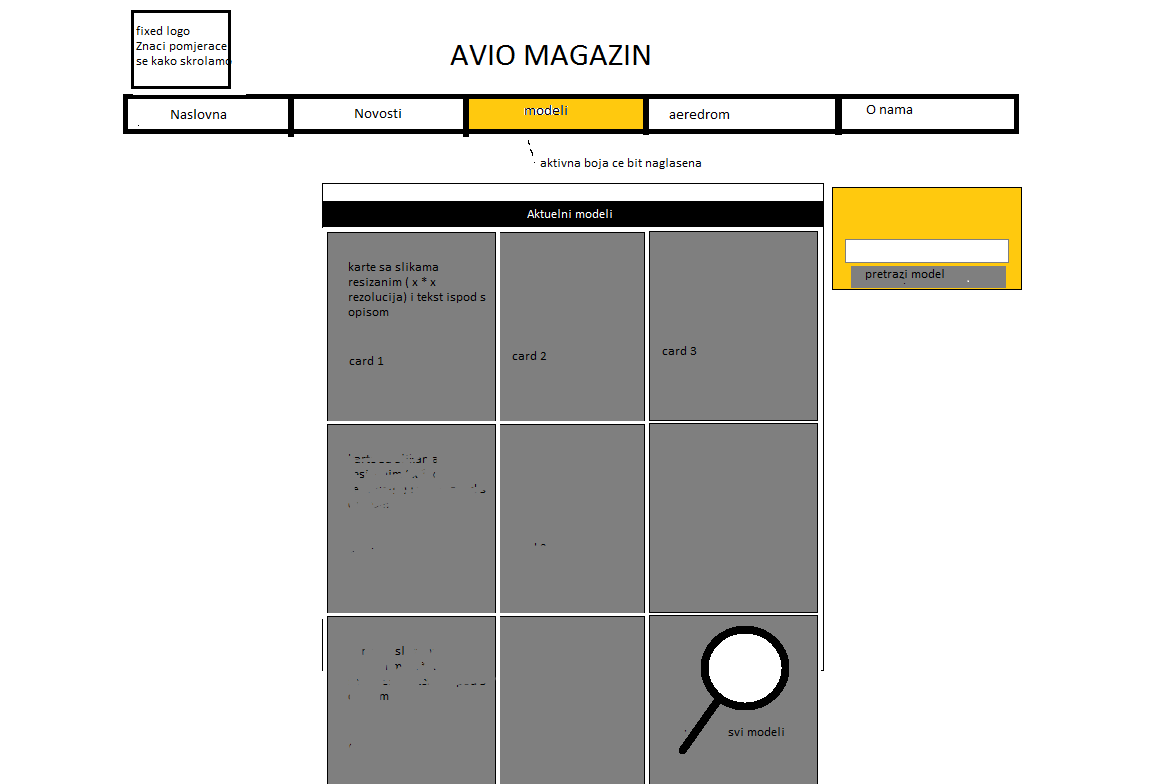 fixed logo
Znaci pomjerace
se kako skrolamo
AVIO MAGAZIN
Naslovna
Novosti
modeli
aeredrom
O nama
aktivna boja ce bit naglasena
Aktuelni modeli
pretrazi model
karte sa slikama
resizanim ( x * x
rezolucija) i tekst ispod s
opisom
card 1
card 2
card 3
svi modeli